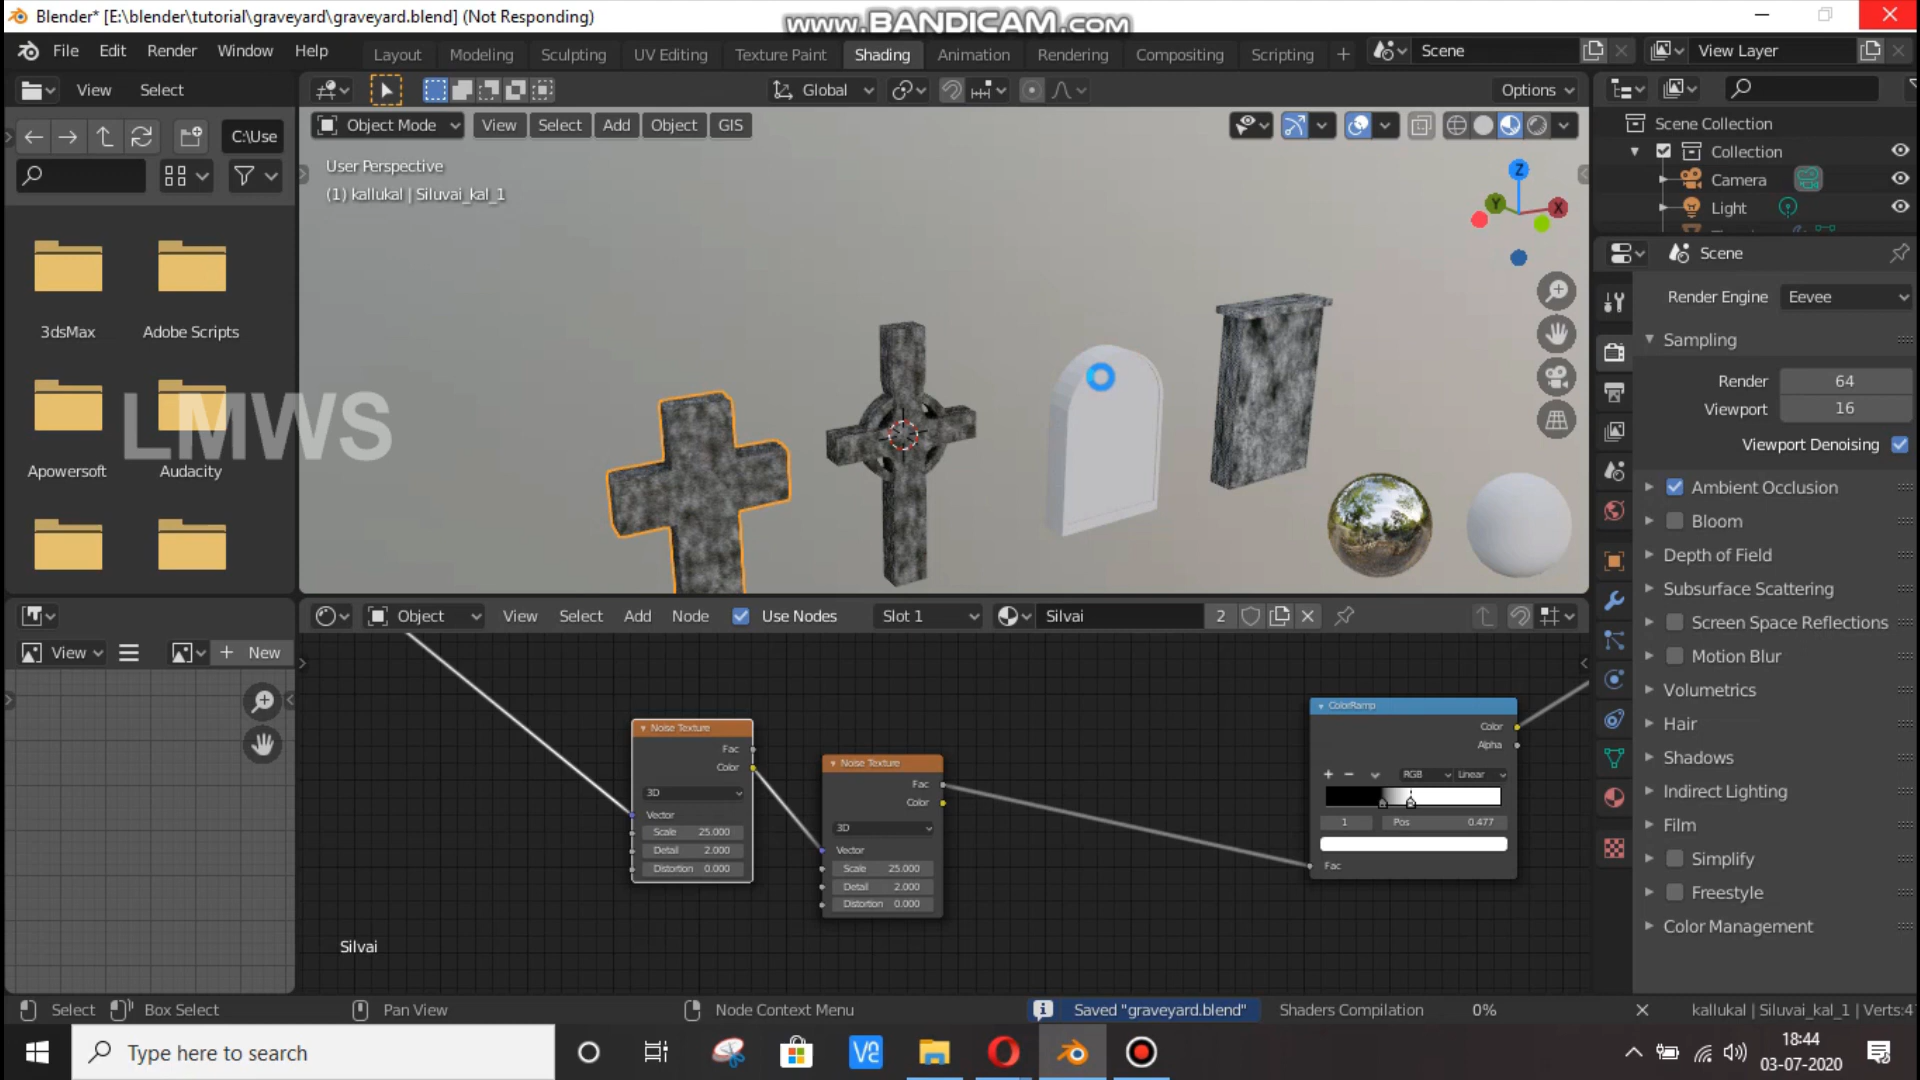 Blender* [E:\blender\tutorial\graveyard\graveyard.blend] (Not Responding)
www.BANDICAM.com
File Edit Render Window Help
Layout Modeling Sculpting UV Editing Texture Paint Shading Animation Rendering Compositing Scripting +
Scene
View Layer
View Select
Global
Options
C:\Use
Object Mode View Select Add Object GIS
User Perspective
(1) kallukal | Siluvai_kal_1
Z
Y
X
3dsMax
Adobe Scripts
Apowersoft
Audacity
LMWS
Scene Collection
Collection
Camera
Light
Scene
Render Engine Eevee
Sampling
Render 64
Viewport 16
Viewport Denoising
Ambient Occlusion
Bloom
Depth of Field
Subsurface Scattering
Screen Space Reflections
Motion Blur
Volumetrics
Hair
Shadows
Indirect Lighting
Film
Simplify
Freestyle
Color Management
Object View Select Add Node Use Nodes Slot 1 Silvai 2
View + New
Noise Texture
Fac
Color
3D
Vector
Scale 25.000
Detail 2.000
Distortion 0.000
Noise Texture
Fac
Color
3D
Vector
Scale 25.000
Detail 2.000
Distortion 0.000
ColorRamp
Color
Alpha
+ − RGB Linear
1 Pos 0.477
Fac
Silvai
Select Box Select Pan View Node Context Menu Saved "graveyard.blend" Shaders Compilation 0% kallukal | Siluvai_kal_1 | Verts:4
Type here to search
18:44
03-07-2020